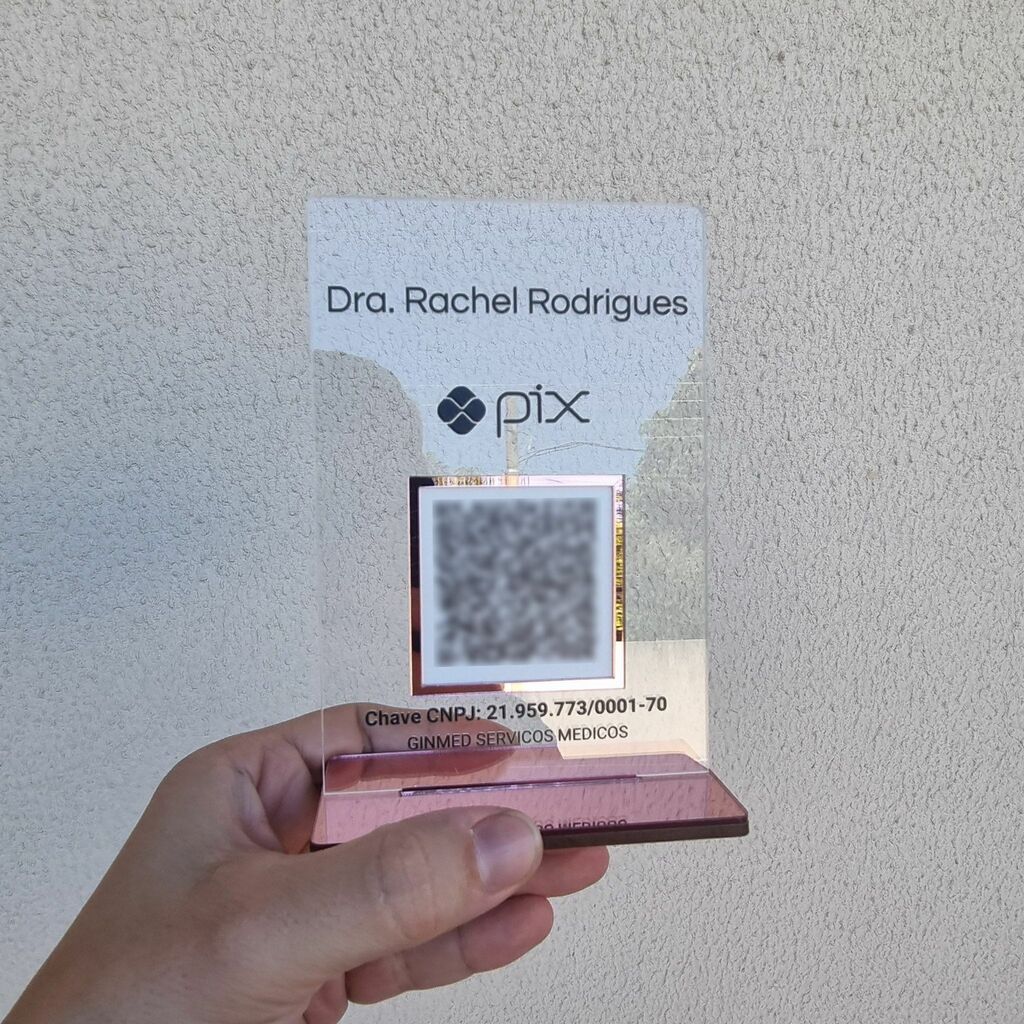 Dra. Rachel Rodrigues
pix
Chave CNPJ: 21.959.773/0001-70
GINMED SERVICOS MEDICOS